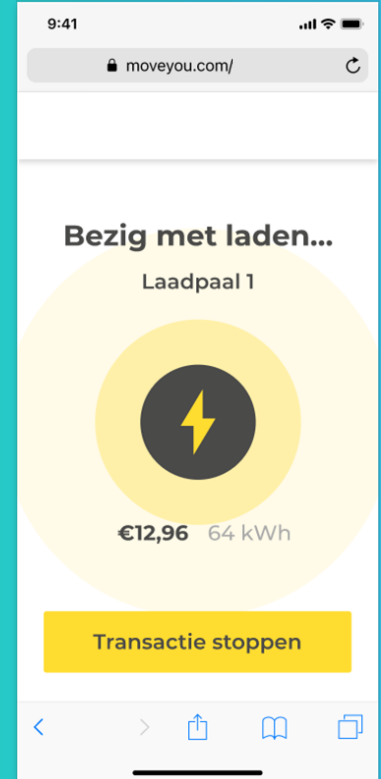 9:41
moveyou.com/
Bezig met laden...
Laadpaal 1
€12,96 64 kWh
Transactie stoppen